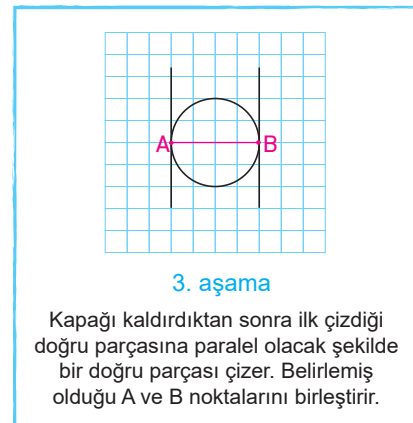 A B
3. aşama
Kapağı kaldırdıktan sonra ilk çizdiği
doğru parçasına paralel olacak şekilde
bir doğru parçası çizer. Belirlemiş
olduğu A ve B noktalarını birleştirir.